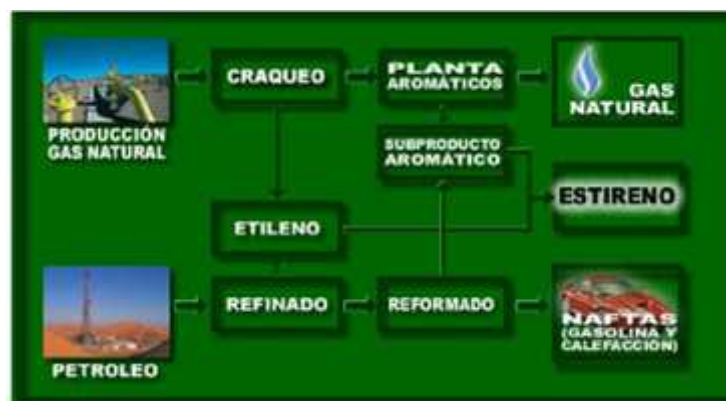 PRODUCCIÓN
GAS NATURAL
CRAQUEO
PLANTA
AROMÁTICOS
GAS
NATURAL
SUBPRODUCTO
AROMÁTICO
ESTIRENO
ETILENO
PETROLEO
REFINADO
REFORMADO
NAFTAS
(GASOLINA Y
CALEFACCIÓN)